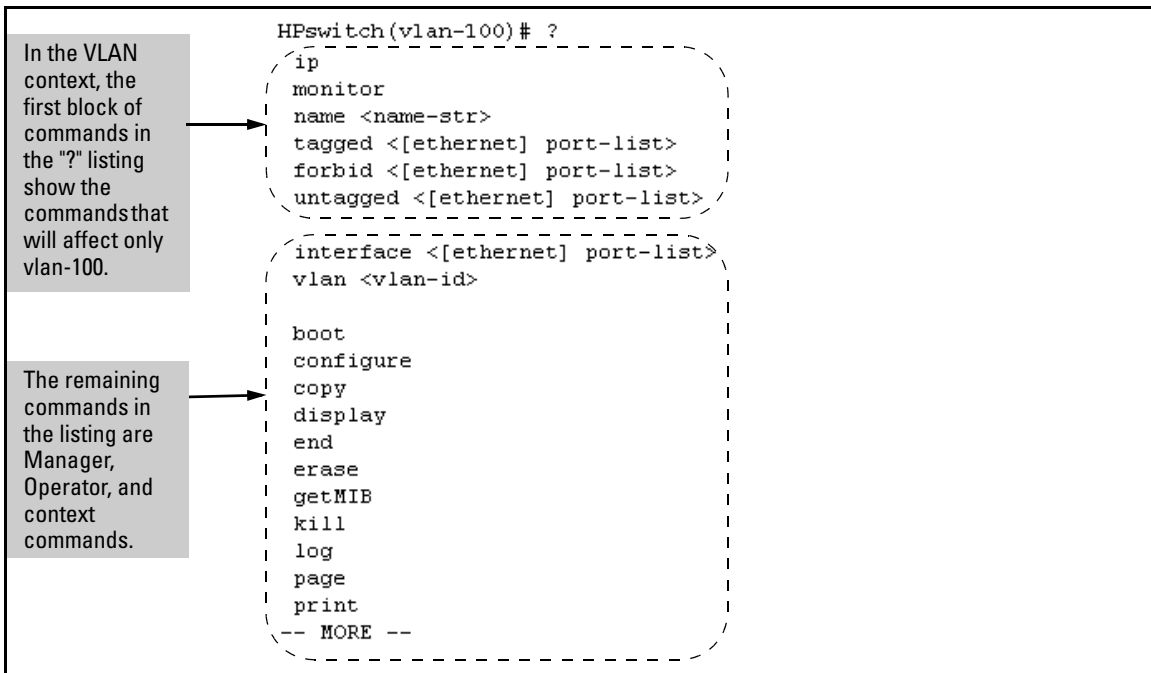 HPswitch(vlan-100)# ?
In the VLAN
context, the
first block of
commands in
the "?" listing
show the
commands that
will affect only
vlan-100.
ip
monitor
name <name-str>
tagged <[ethernet] port-list>
forbid <[ethernet] port-list>
untagged <[ethernet] port-list>
interface <[ethernet] port-list>
vlan <vlan-id>
The remaining
commands in
the listing are
Manager,
Operator, and
context
commands.
boot
configure
copy
display
end
erase
getMIB
kill
log
page
print
-- MORE --